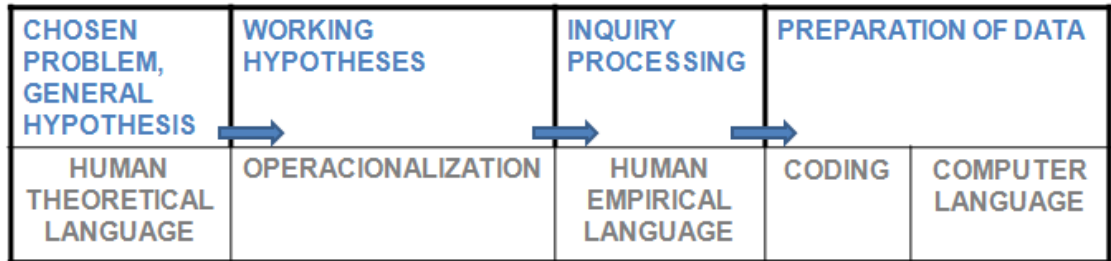 CHOSEN
PROBLEM,
GENERAL
HYPOTHESIS
WORKING
HYPOTHESES
INQUIRY
PROCESSING
PREPARATION OF DATA
HUMAN
THEORETICAL
LANGUAGE
OPERACIONALIZATION
HUMAN
EMPIRICAL
LANGUAGE
CODING
COMPUTER
LANGUAGE